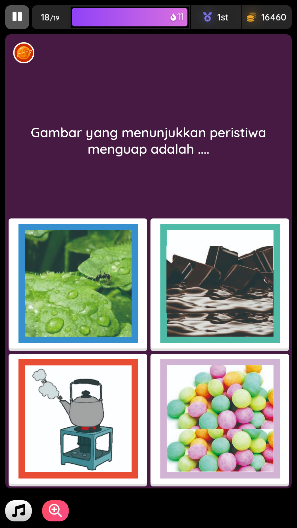 18/19
11
1st
16460
Gambar yang menunjukkan peristiwa
menguap adalah ....